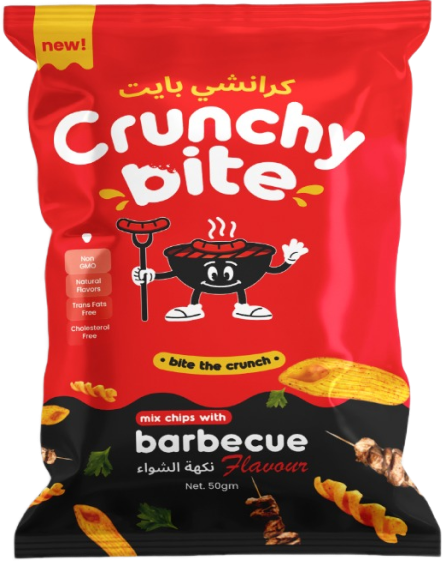 new!
كرانشي بايت
Crunchy
bite
Non
GMO
Natural
Flavors
Trans Fats
Free
Cholesterol
Free
• bite the crunch •
mix chips with
barbecue
نكهة الشواء Flavour
Net. 50gm